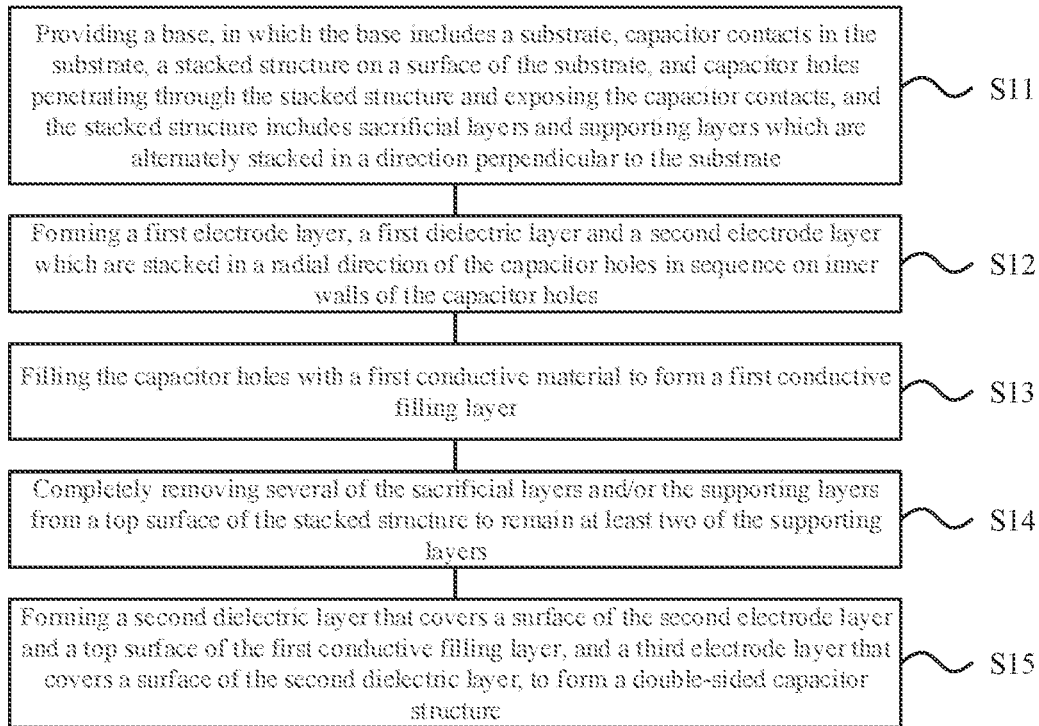 Providing a base, in which the base includes a substrate, capacitor contacts in the
substrate, a stacked structure on a surface of the substrate, and capacitor holes
penetrating through the stacked structure and exposing the capacitor contacts, and
the stacked structure includes sacrificial layers and supporting layers which are
alternately stacked in a direction perpendicular to the substrate
S11
Forming a first electrode layer, a first dielectric layer and a second electrode layer
which are stacked in a radial direction of the capacitor holes in sequence on inner
walls of the capacitor holes
S12
Filling the capacitor holes with a first conductive material to form a first conductive
filling layer
S13
Completely removing several of the sacrificial layers and/or the supporting layers
from a top surface of the stacked structure to remain at least two of the supporting
layers
S14
Forming a second dielectric layer that covers a surface of the second electrode layer
and a top surface of the first conductive filling layer, and a third electrode layer that
covers a surface of the second dielectric layer, to form a double-sided capacitor
structure
S15